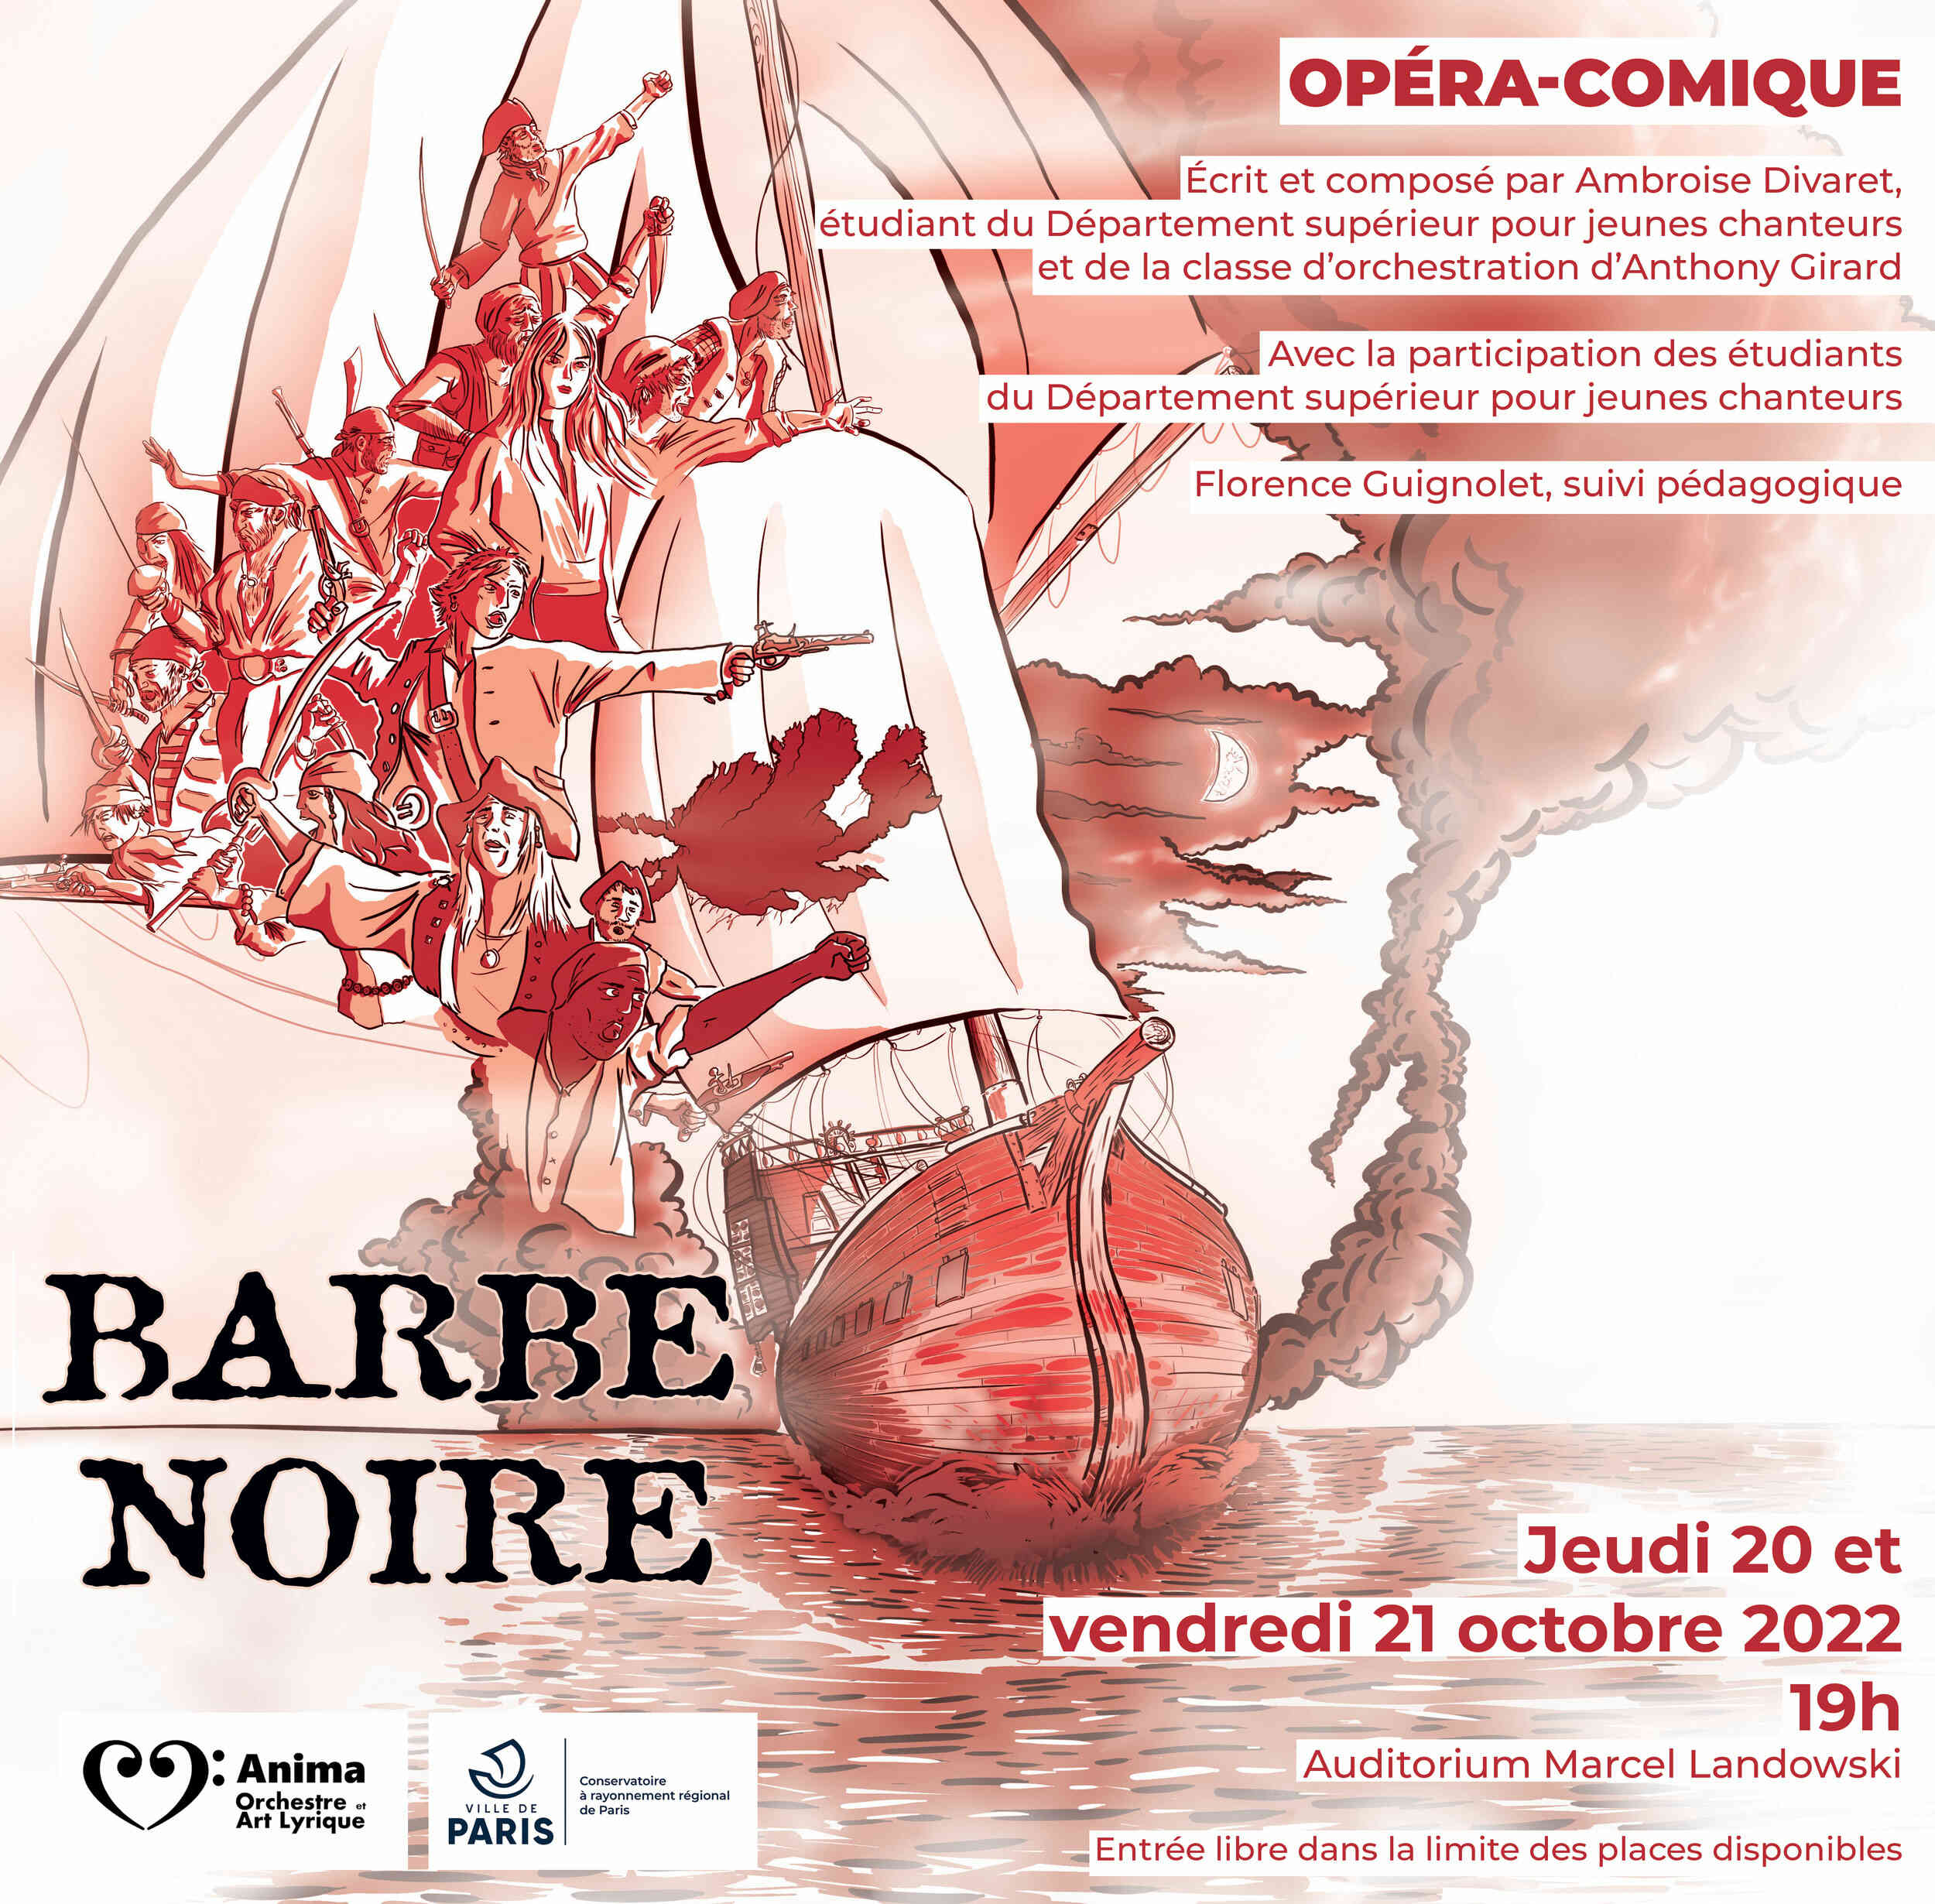 OPÉRA-COMIQUE
Écrit et composé par Ambroise Divaret,
étudiant du Département supérieur pour jeunes chanteurs
et de la classe d’orchestration d’Anthony Girard
Avec la participation des étudiants
du Département supérieur pour jeunes chanteurs
Florence Guignolet, suivi pédagogique
BARBE
NOIRE
Jeudi 20 et
vendredi 21 octobre 2022
19h
Auditorium Marcel Landowski
Entrée libre dans la limite des places disponibles
Anima
Orchestre et
Art Lyrique
VILLE DE
PARIS
Conservatoire
à rayonnement régional
de Paris